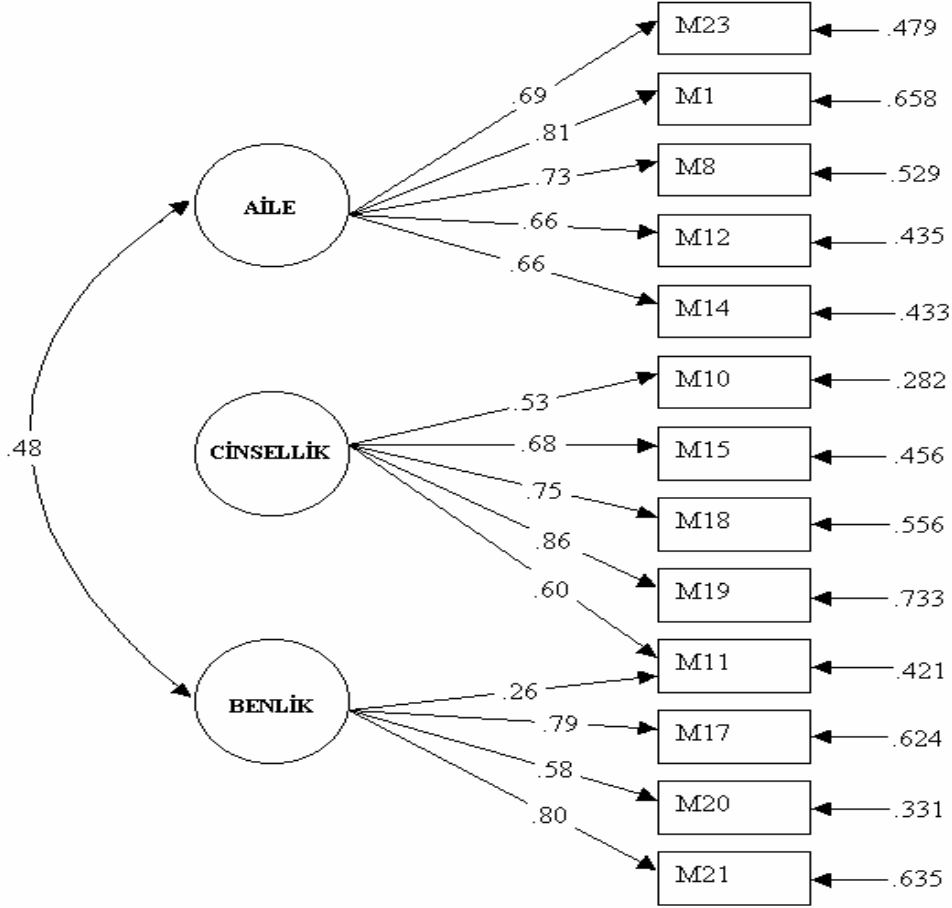 M23
.479
.69
M1
.658
.81
M8
.529
.73
AİLE
M12
.435
.66
M14
.433
.66
M10
.282
.53
.48
CİNSELLİK
M15
.456
.68
M18
.556
.75
M19
.733
.86
.60
M11
.421
BENLİK
.26
M17
.624
.79
M20
.331
.58
M21
.635
.80